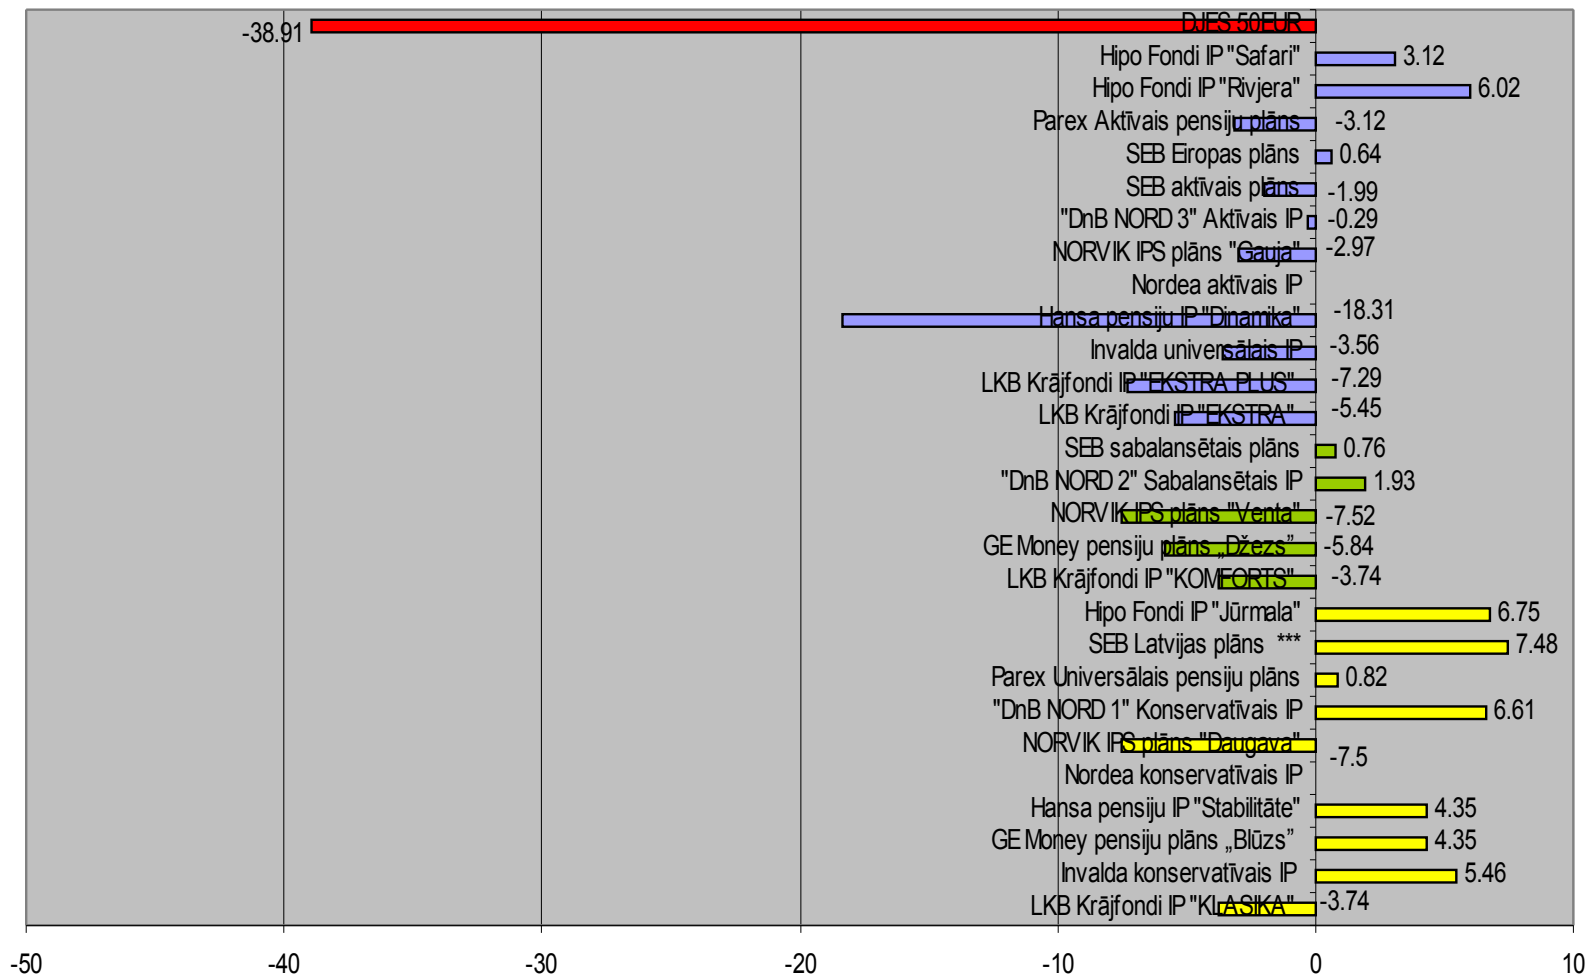 DJES 50EUR -38.91
Hipo Fondi IP "Safari" 3.12
Hipo Fondi IP "Rivjera" 6.02
Parex Aktīvais pensiju plāns -3.12
SEB Eiropas plāns 0.64
SEB aktīvais plāns -1.99
"DnB NORD 3" Aktīvais IP -0.29
NORVIK IPS plāns "Gauja" -2.97
Nordea aktīvais IP
Hansa pensiju IP "Dinamika" -18.31
Invalda universālais IP -3.56
LKB Krājfondi IP "EKSTRA PLUS" -7.29
LKB Krājfondi IP "EKSTRA" -5.45
SEB sabalansētais plāns 0.76
"DnB NORD 2" Sabalansētais IP 1.93
NORVIK IPS plāns "Venta" -7.52
GE Money pensiju plāns „Džezs” -5.84
LKB Krājfondi IP "KOMFORTS" -3.74
Hipo Fondi IP "Jūrmala" 6.75
SEB Latvijas plāns *** 7.48
Parex Universālais pensiju plāns 0.82
"DnB NORD 1" Konservatīvais IP 6.61
NORVIK IPS plāns "Daugava" -7.5
Nordea konservatīvais IP
Hansa pensiju IP "Stabilitāte" 4.35
GE Money pensiju plāns „Blūzs” 4.35
Invalda konservatīvais IP 5.46
LKB Krājfondi IP "KLASIKA" -3.74
-50 -40 -30 -20 -10 0 10